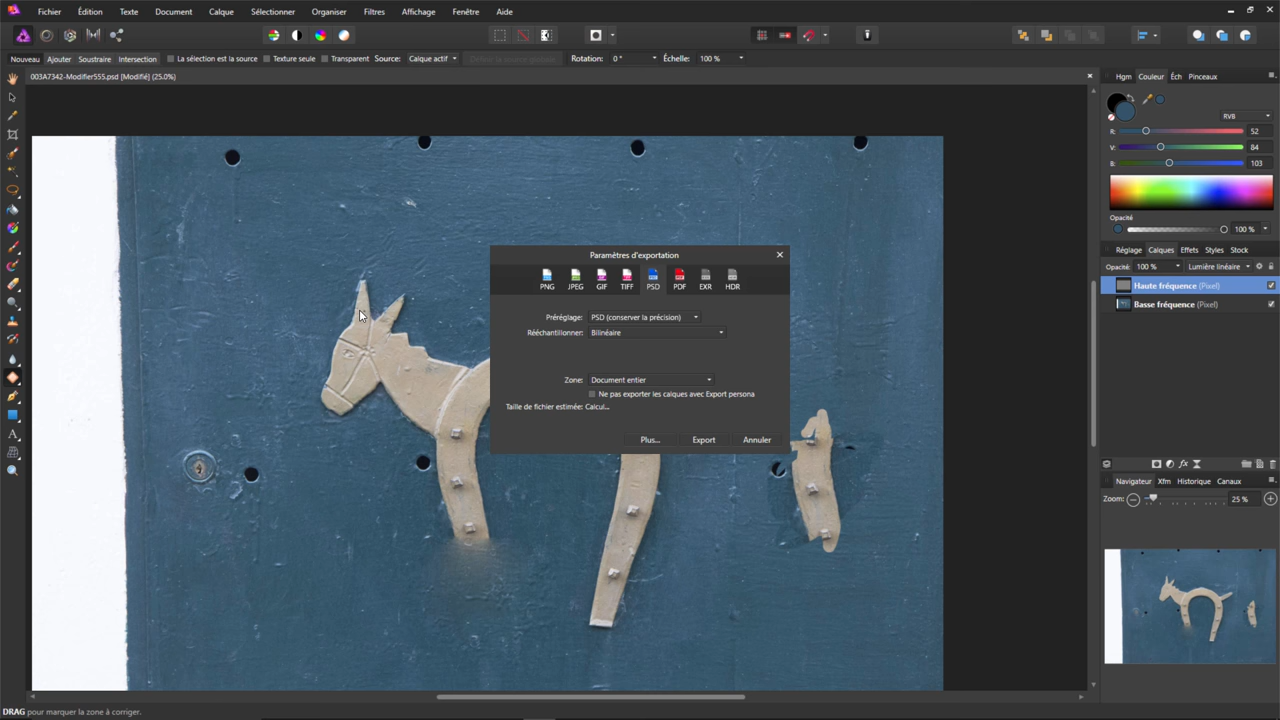 Fichier Édition Texte Document Calque Sélectionner Organiser Filtres Affichage Fenêtre Aide
Nouveau Ajouter Soustraire Intersection La sélection est la source Texture seule Transparent Source: Calque actif Rotation: 0 ° Échelle: 100 %
003A7342-Modifier555.psd [Modifié] (25.0%)
Hgm Couleur Éch Pinceaux
RVB
R: 52
V: 84
B: 103
Opacité
100 %
Réglage Calques Effets Styles Stock
Opacité: 100 % Lumière linéaire
Haute fréquence (Pixel)
Basse fréquence (Pixel)
Paramètres d'exportation
PNG JPEG GIF TIFF PSD PDF EXR HDR
Préréglage: PSD (conserver la précision)
Rééchantillonner: Bilinéaire
Zone: Document entier
Ne pas exporter les calques avec Export persona
Taille de fichier estimée: Calcul...
Plus... Export Annuler
Navigateur Xfm Historique Canaux
Zoom: 25 %
DRAG pour marquer la zone à corriger.